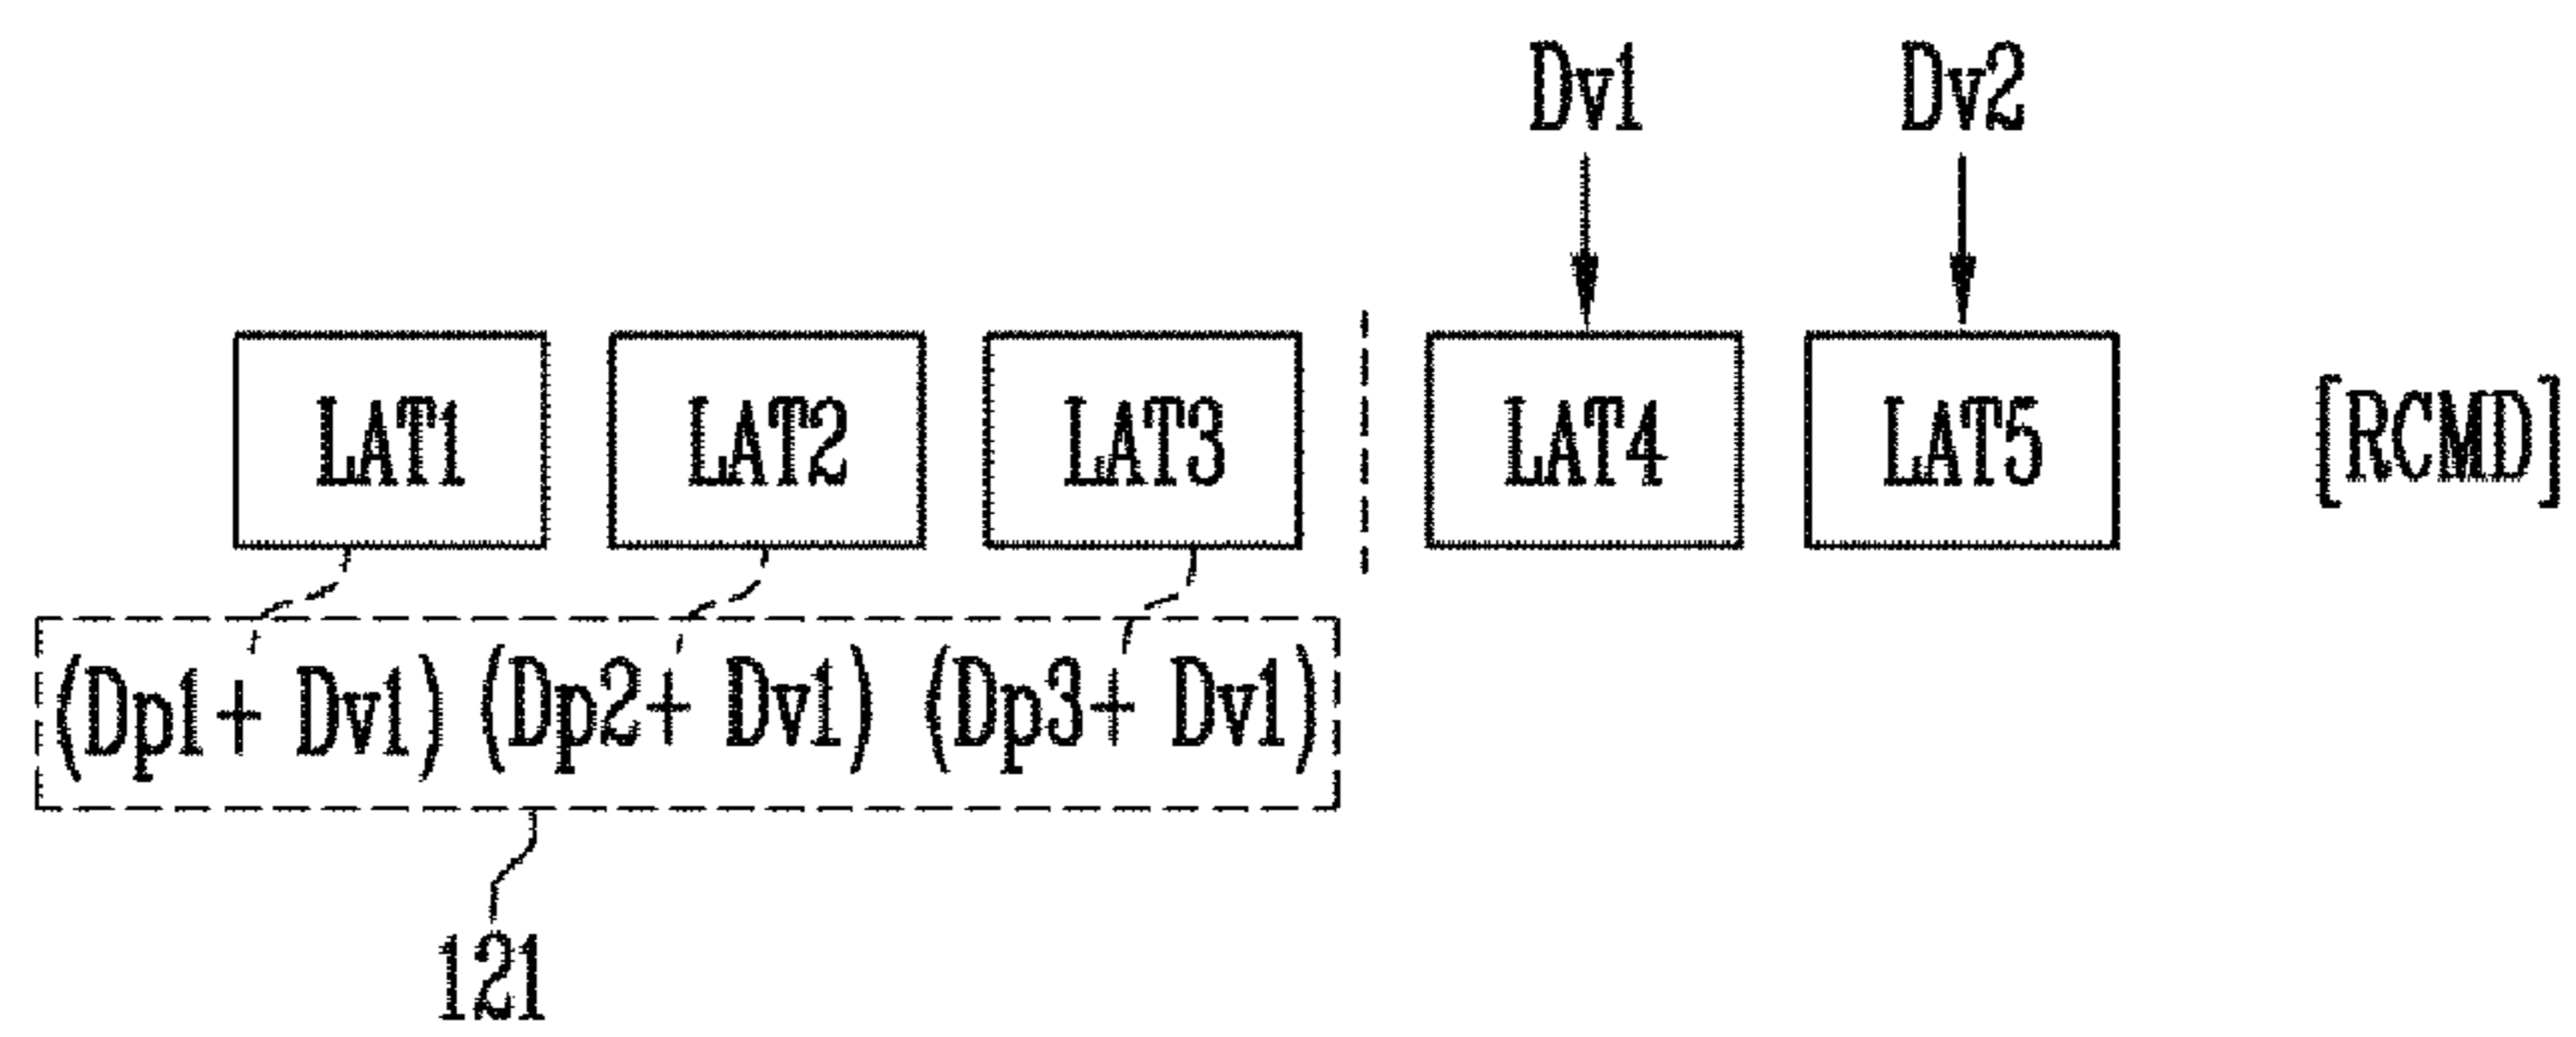 Dv1 Dv2
LAT1 LAT2 LAT3 LAT4 LAT5 [RCMD]
(Dp1+ Dv1) (Dp2+ Dv1) (Dp3+ Dv1)
121